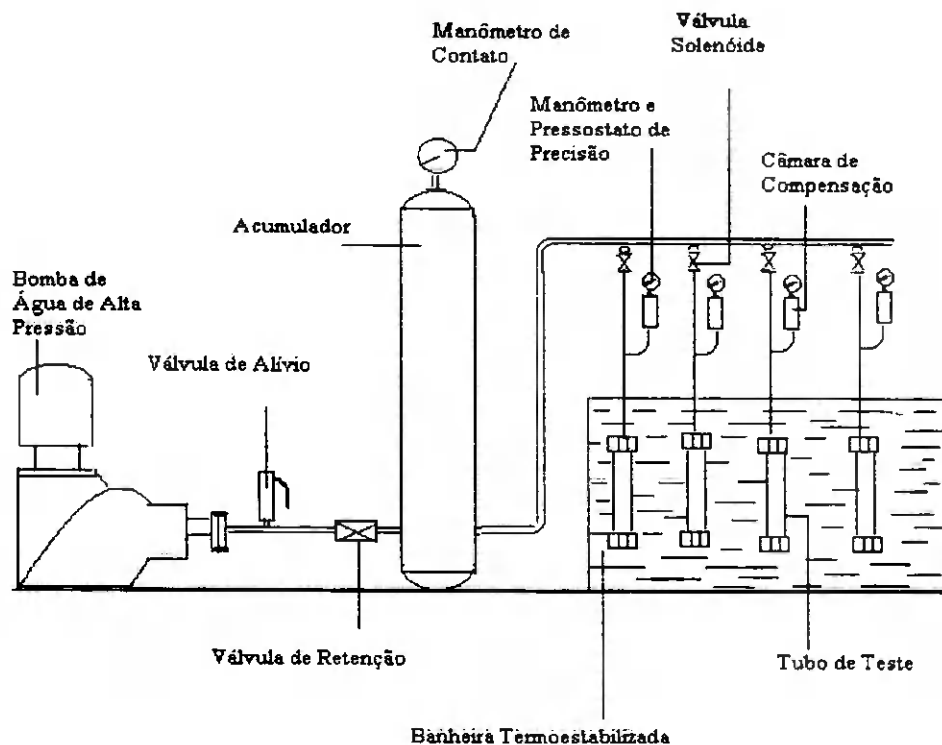 Válvula
Solenóide
Manômetro de
Contato
Manômetro e
Pressostato de
Precisão
Câmara de
Compensação
Acumulador
Bomba de
Água de Alta
Pressão
Válvula de Alívio
Válvula de Retenção
Tubo de Teste
Banheira Termoestabilizada